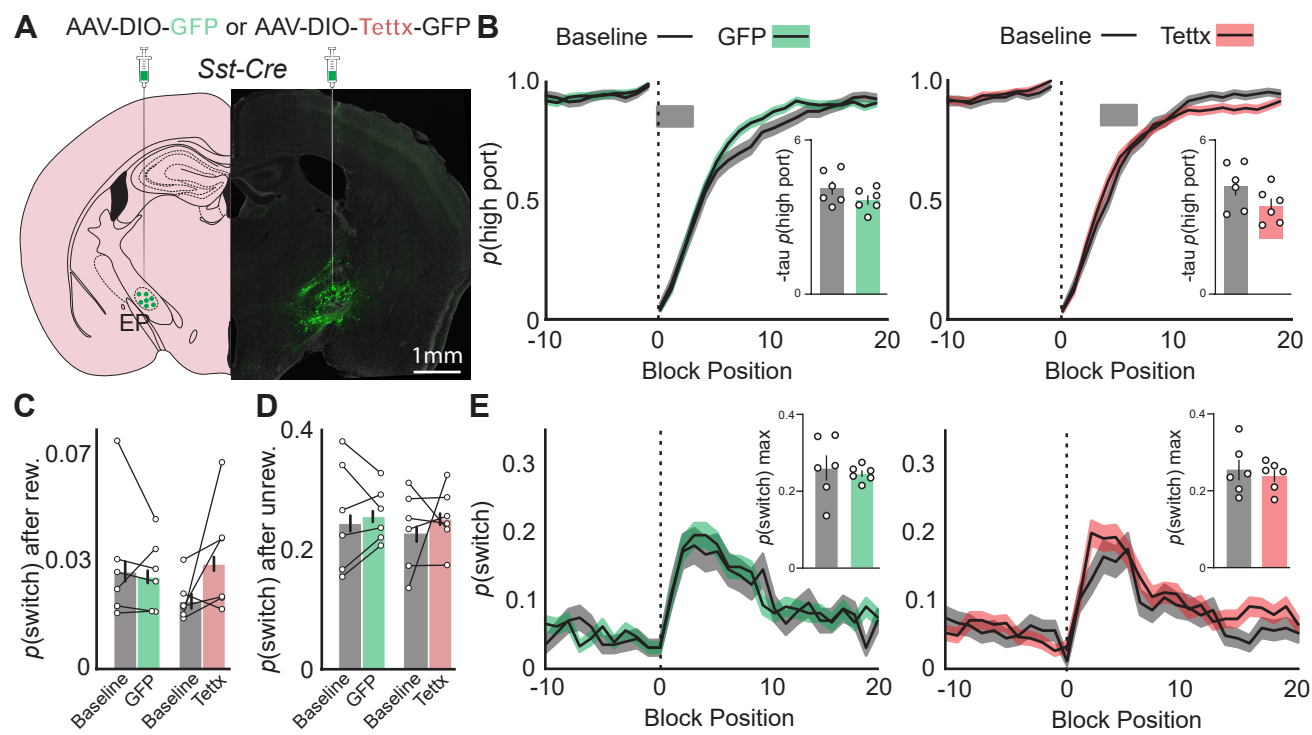 A
AAV-DIO-GFP or AAV-DIO-Tettx-GFP
Sst-Cre
EP
1mm
B
Baseline
GFP
Baseline
Tettx
p(high port)
1.0
0.5
0
-10
0
10
20
Block Position
-tau p(high port)
6
0
p(high port)
1.0
0.5
0
-10
0
10
20
Block Position
-tau p(high port)
6
0
C
p(switch) after rew.
0.07
0.03
0
Baseline
GFP
Baseline
Tettx
D
p(switch) after unrew.
0.4
0.2
0
Baseline
GFP
Baseline
Tettx
E
p(switch)
0.3
0.2
0.1
0
-10
0
10
20
Block Position
p(switch) max
0.4
0.2
0
0.3
0.2
0.1
0
-10
0
10
20
Block Position
p(switch) max
0.4
0.2
0